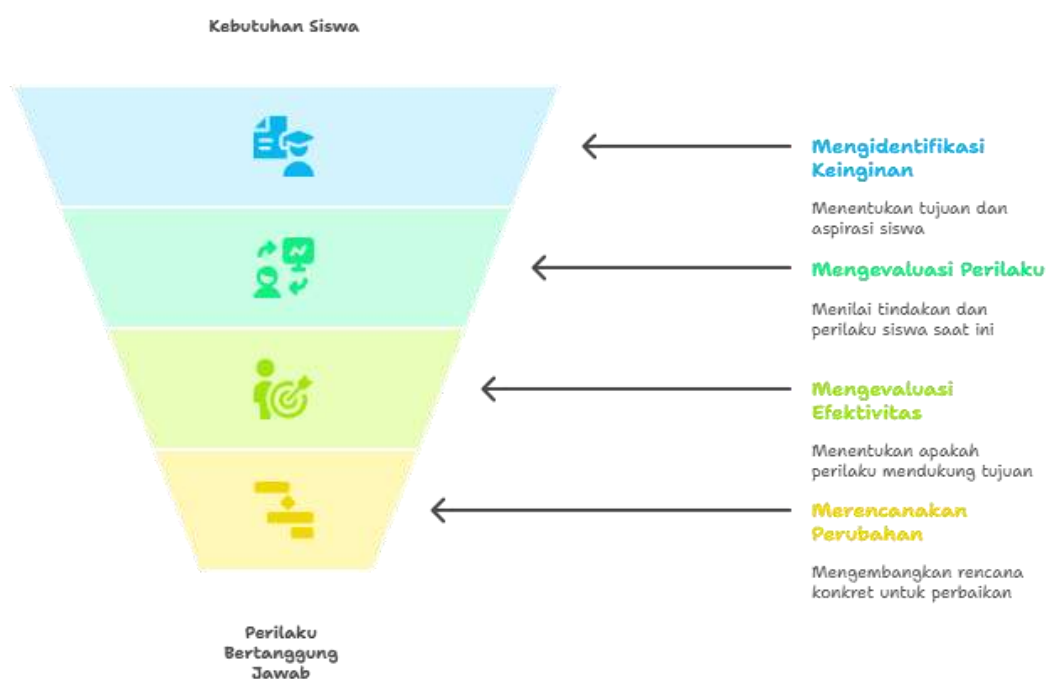 Kebutuhan Siswa
Mengidentifikasi
Keinginan
Menentukan tujuan dan
aspirasi siswa
Mengevaluasi Perilaku
Menilai tindakan dan
perilaku siswa saat ini
Mengevaluasi
Efektivitas
Menentukan apakah
perilaku mendukung tujuan
Merencanakan
Perubahan
Mengembangkan rencana
konkret untuk perbaikan
Perilaku
Bertanggung
Jawab